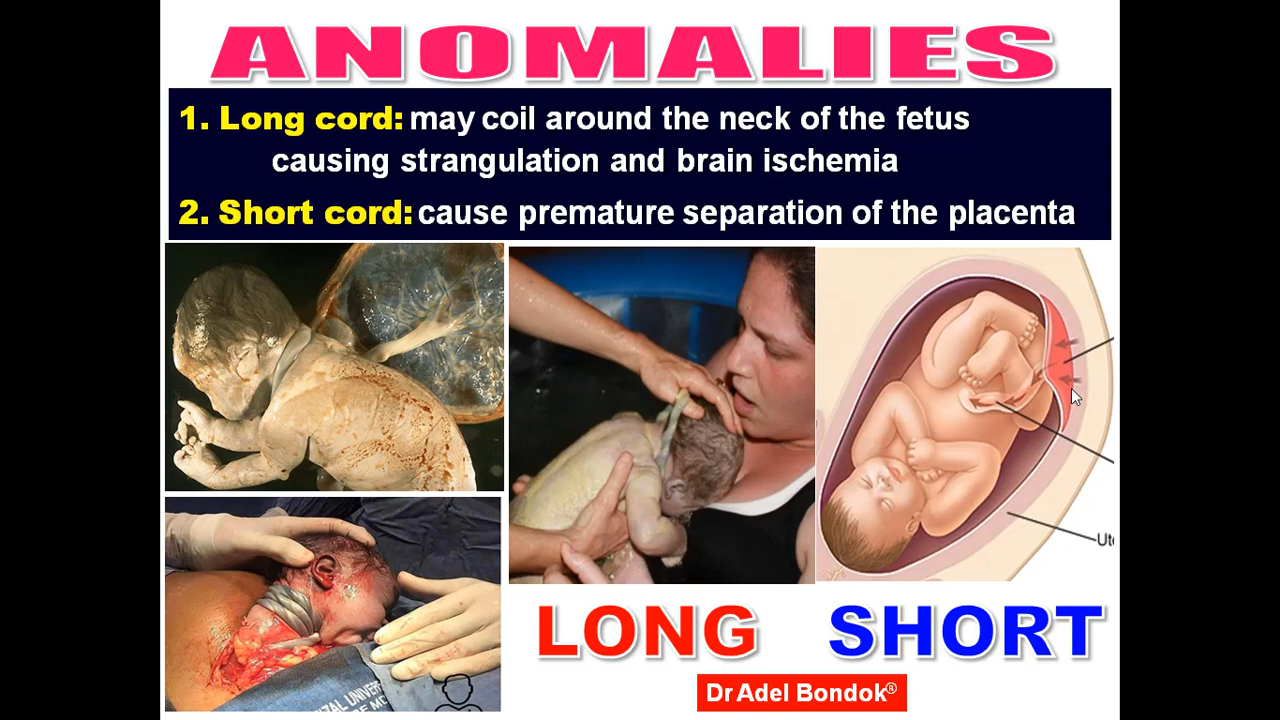 ANOMALIES
1. Long cord: may coil around the neck of the fetus
causing strangulation and brain ischemia
2. Short cord: cause premature separation of the placenta
LONG SHORT
Dr Adel Bondok®